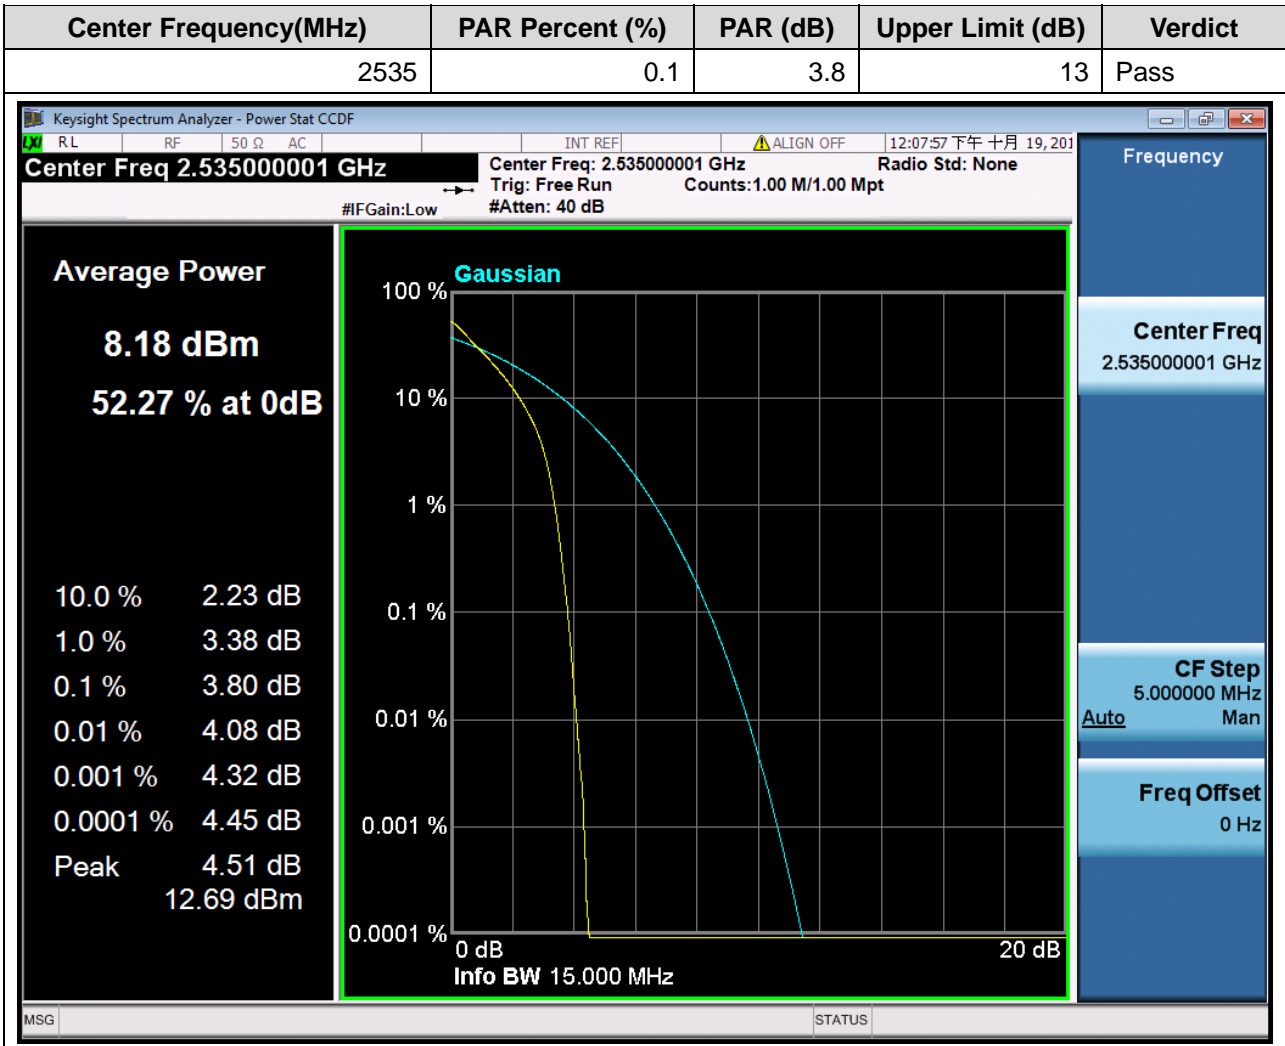 Center Frequency(MHz) PAR Percent (%) PAR (dB) Upper Limit (dB) Verdict
2535 0.1 3.8 13 Pass
Keysight Spectrum Analyzer - Power Stat CCDF
LXI RL RF 50 Ω AC INT REF ALIGN OFF 12:07:57 下午 十月 19, 201
Center Freq 2.535000001 GHz
#IFGain:Low
Center Freq: 2.535000001 GHz Radio Std: None
Trig: Free Run Counts:1.00 M/1.00 Mpt
#Atten: 40 dB
Average Power
8.18 dBm
52.27 % at 0dB
10.0 % 2.23 dB
1.0 % 3.38 dB
0.1 % 3.80 dB
0.01 % 4.08 dB
0.001 % 4.32 dB
0.0001 % 4.45 dB
Peak 4.51 dB
12.69 dBm
Gaussian
100 %
10 %
1 %
0.1 %
0.01 %
0.001 %
0.0001 %
0 dB 20 dB
Info BW 15.000 MHz
Frequency
Center Freq
2.535000001 GHz
CF Step
5.000000 MHz
Auto Man
Freq Offset
0 Hz
MSG STATUS